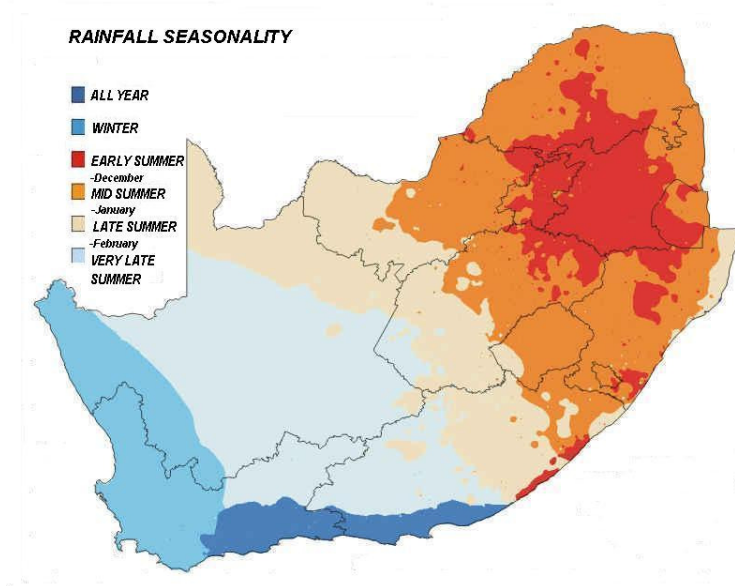 RAINFALL SEASONALITY
ALL YEAR
WINTER
EARLY SUMMER
-December
MID SUMMER
-January
LATE SUMMER
-February
VERY LATE
SUMMER